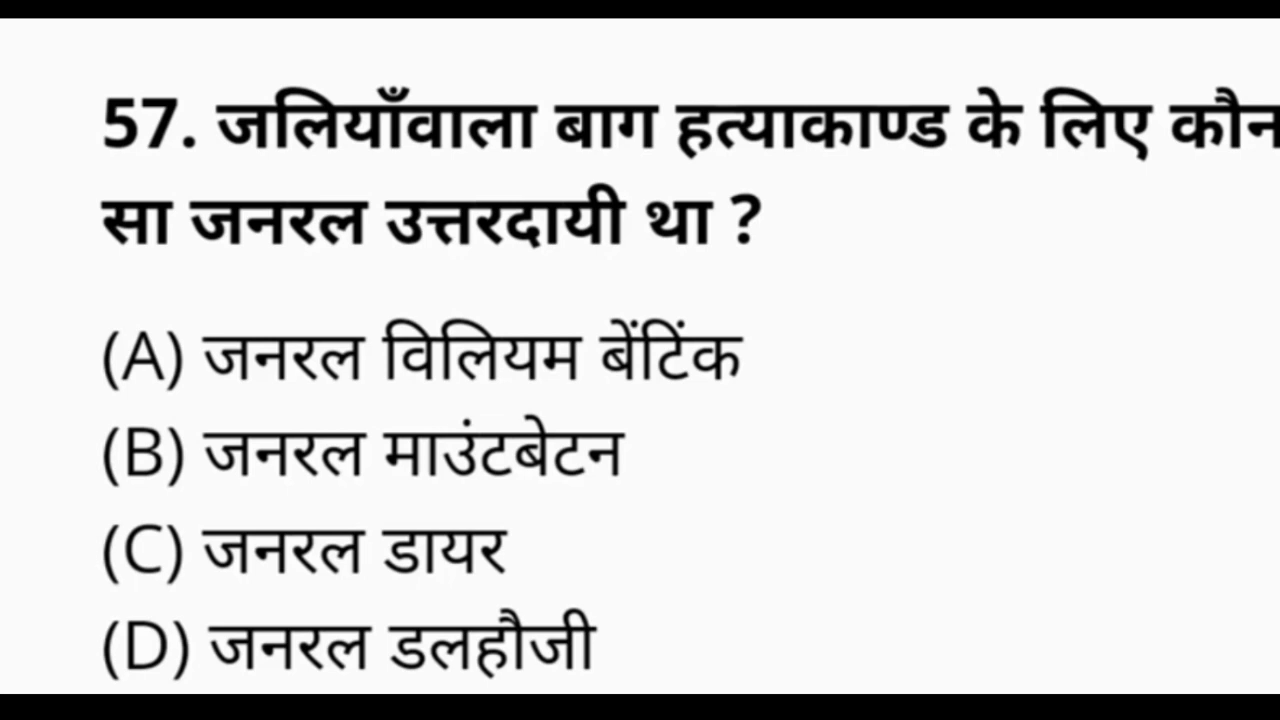 57. जलियाँवाला बाग हत्याकाण्ड के लिए कौन
सा जनरल उत्तरदायी था ?
(A) जनरल विलियम बेंटिंक
(B) जनरल माउंटबेटन
(C) जनरल डायर
(D) जनरल डलहौजी